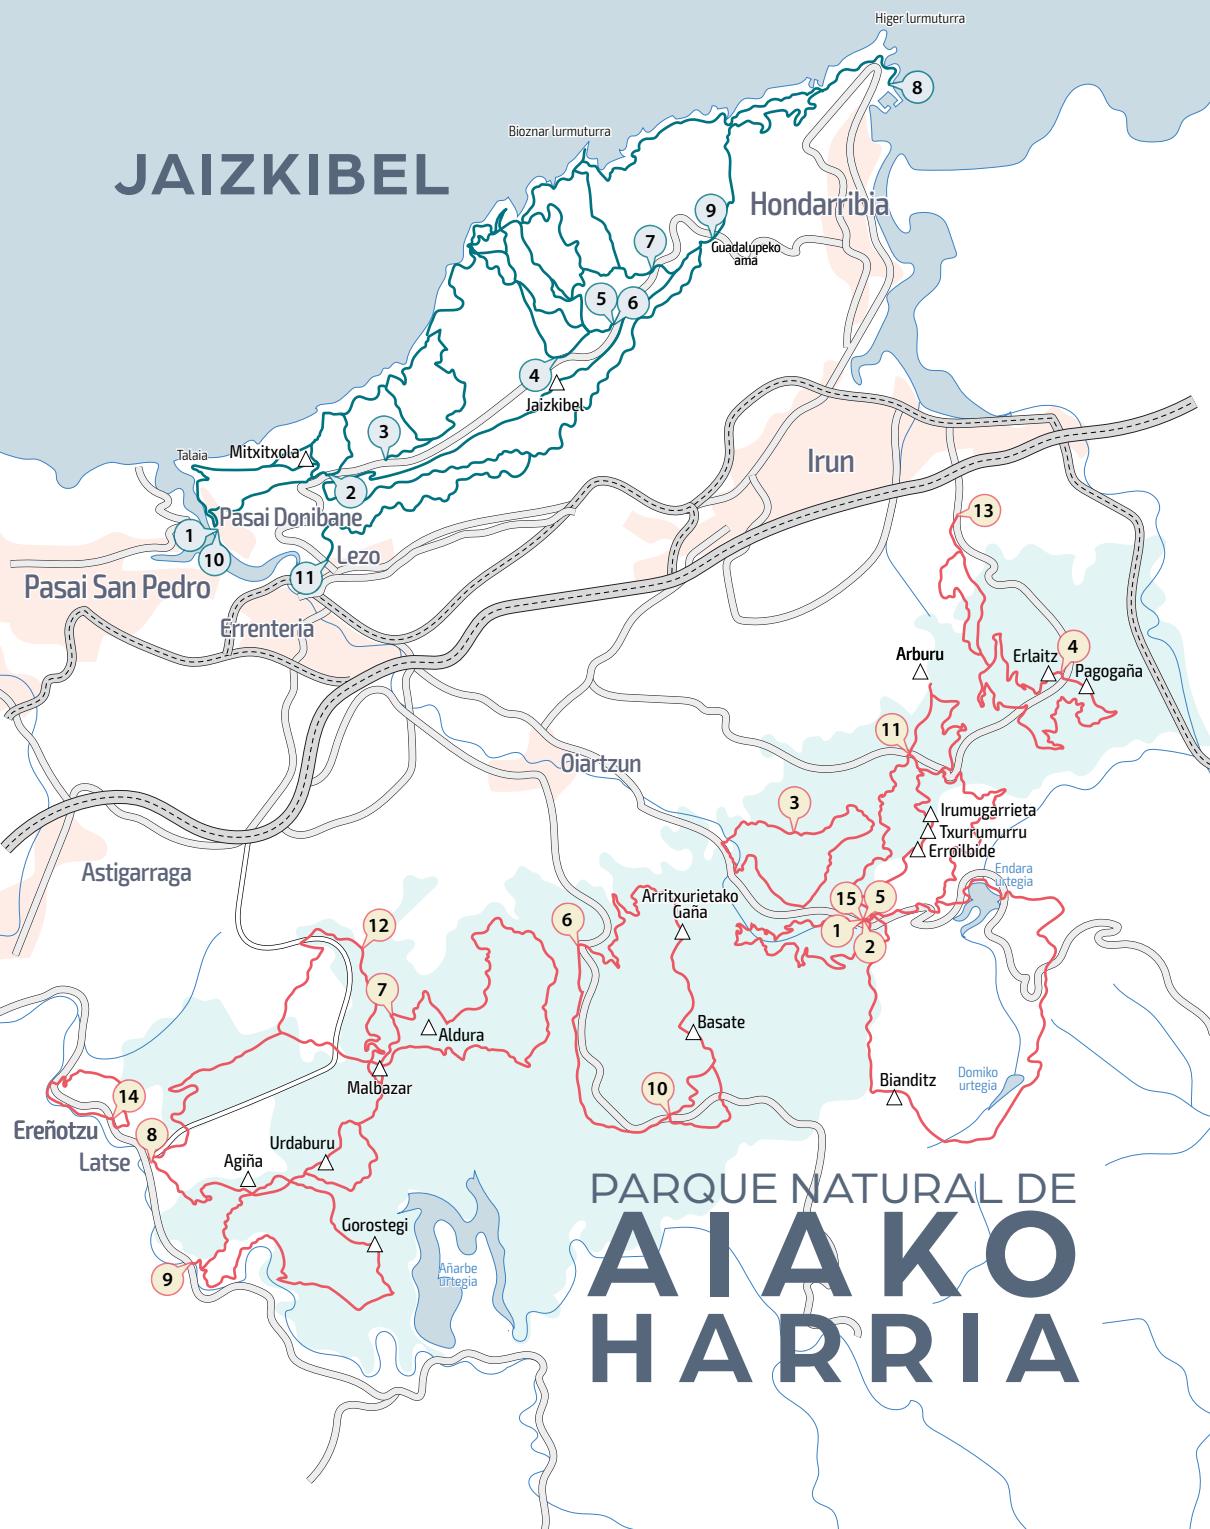 Higer lurmuturra
8
Bioznar lurmuturra
JAIZKIBEL
9
Hondarribia
7
Guadalupeko
ama
5
6
4
Jaizkibel
3
Mitxitxola
Talaia
Irun
2
13
Pasai Donibane
1
10
Lezo
11
Pasai San Pedro
Errenteria
4
Arburu
Erlaitz
Pagogaña
11
Oiartzun
3
Irumugarrieta
Txurrumurru
Erroilbide
Astigarraga
Endara
urtegia
Arritxurietako
Gaña
15
5
6
12
1
2
7
Basate
Aldura
Malbazar
10
Bianditz
Domiko
urtegia
14
Ereñotzu
8
Latse
Urdaburu
Agiña
PARQUE NATURAL DE
AIAKO
HARRIA
Gorostegi
Añarbe
urtegia
9